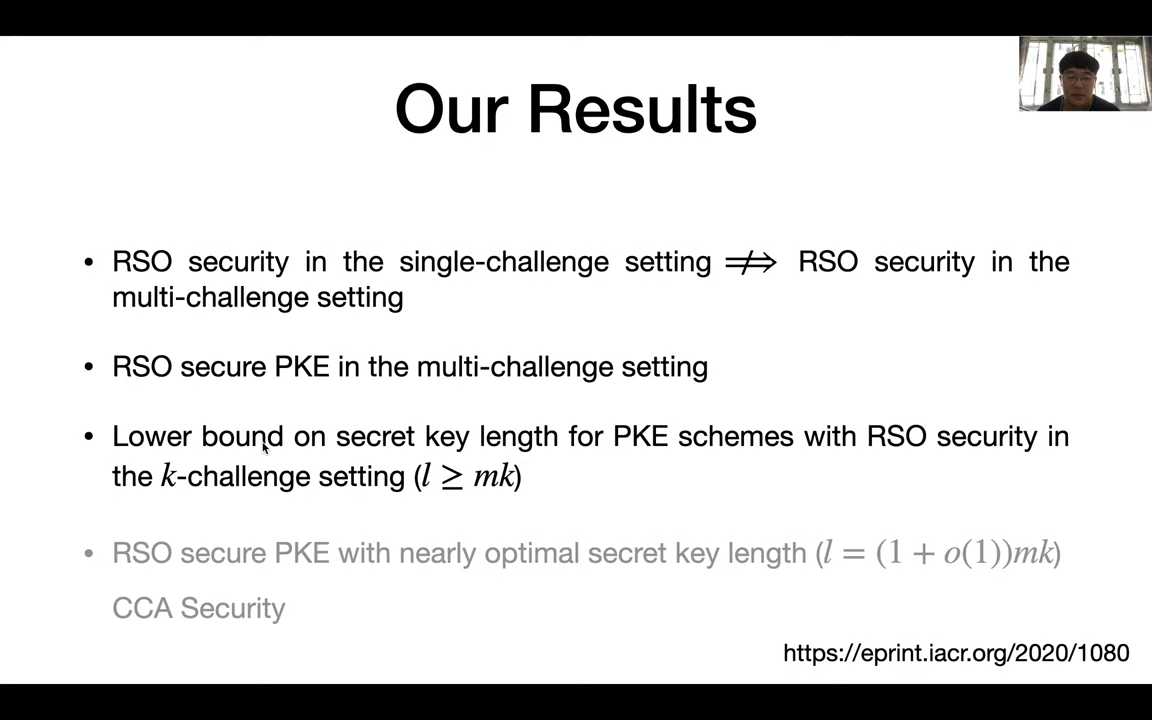 Our Results
• RSO security in the single-challenge setting ⇏ RSO security in the
multi-challenge setting
• RSO secure PKE in the multi-challenge setting
• Lower bound on secret key length for PKE schemes with RSO security in
the k-challenge setting (l ≥ mk)
• RSO secure PKE with nearly optimal secret key length (l = (1 + o(1))mk)
CCA Security
https://eprint.iacr.org/2020/1080